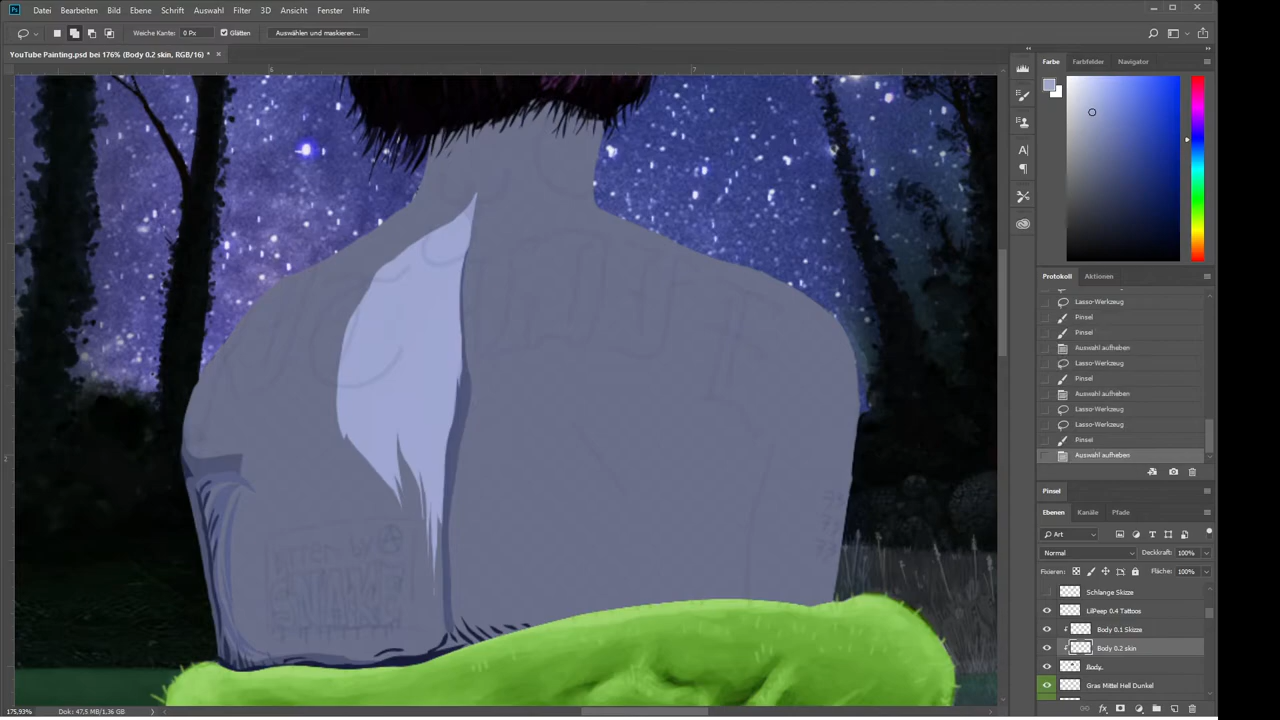 Datei Bearbeiten Bild Ebene Schrift Auswahl Filter 3D Ansicht Fenster Hilfe
Weiche Kante: 0 Px Glätten Auswählen und maskieren...
YouTube Painting.psd bei 176% (Body 0.2 skin, RGB/16) *
Farbe Farbfelder Navigator
Protokoll Aktionen
Lasso-Werkzeug
Pinsel
Pinsel
Auswahl aufheben
Lasso-Werkzeug
Pinsel
Auswahl aufheben
Lasso-Werkzeug
Lasso-Werkzeug
Pinsel
Auswahl aufheben
Pinsel
Ebenen Kanäle Pfade
Art
Normal Deckkraft: 100%
Fixieren: Fläche: 100%
Schlange Skizze
LilPeep 0.4 Tattoos
Body 0.1 Skizze
Body 0.2 skin
Body
Gras Mittel Hell Dunkel
175,93% Dok: 47,5 MB/1,36 GB